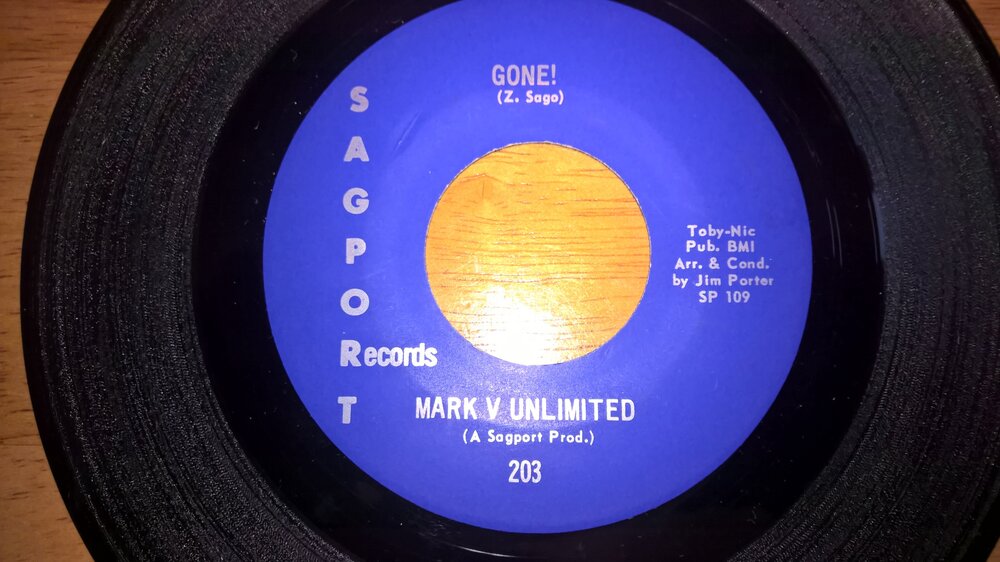 GONE!
(Z. Sago)
SAGPORT
Records
Toby-Nic
Pub. BMI
Arr. & Cond.
by Jim Porter
SP 109
MARK V UNLIMITED
(A Sagport Prod.)
203